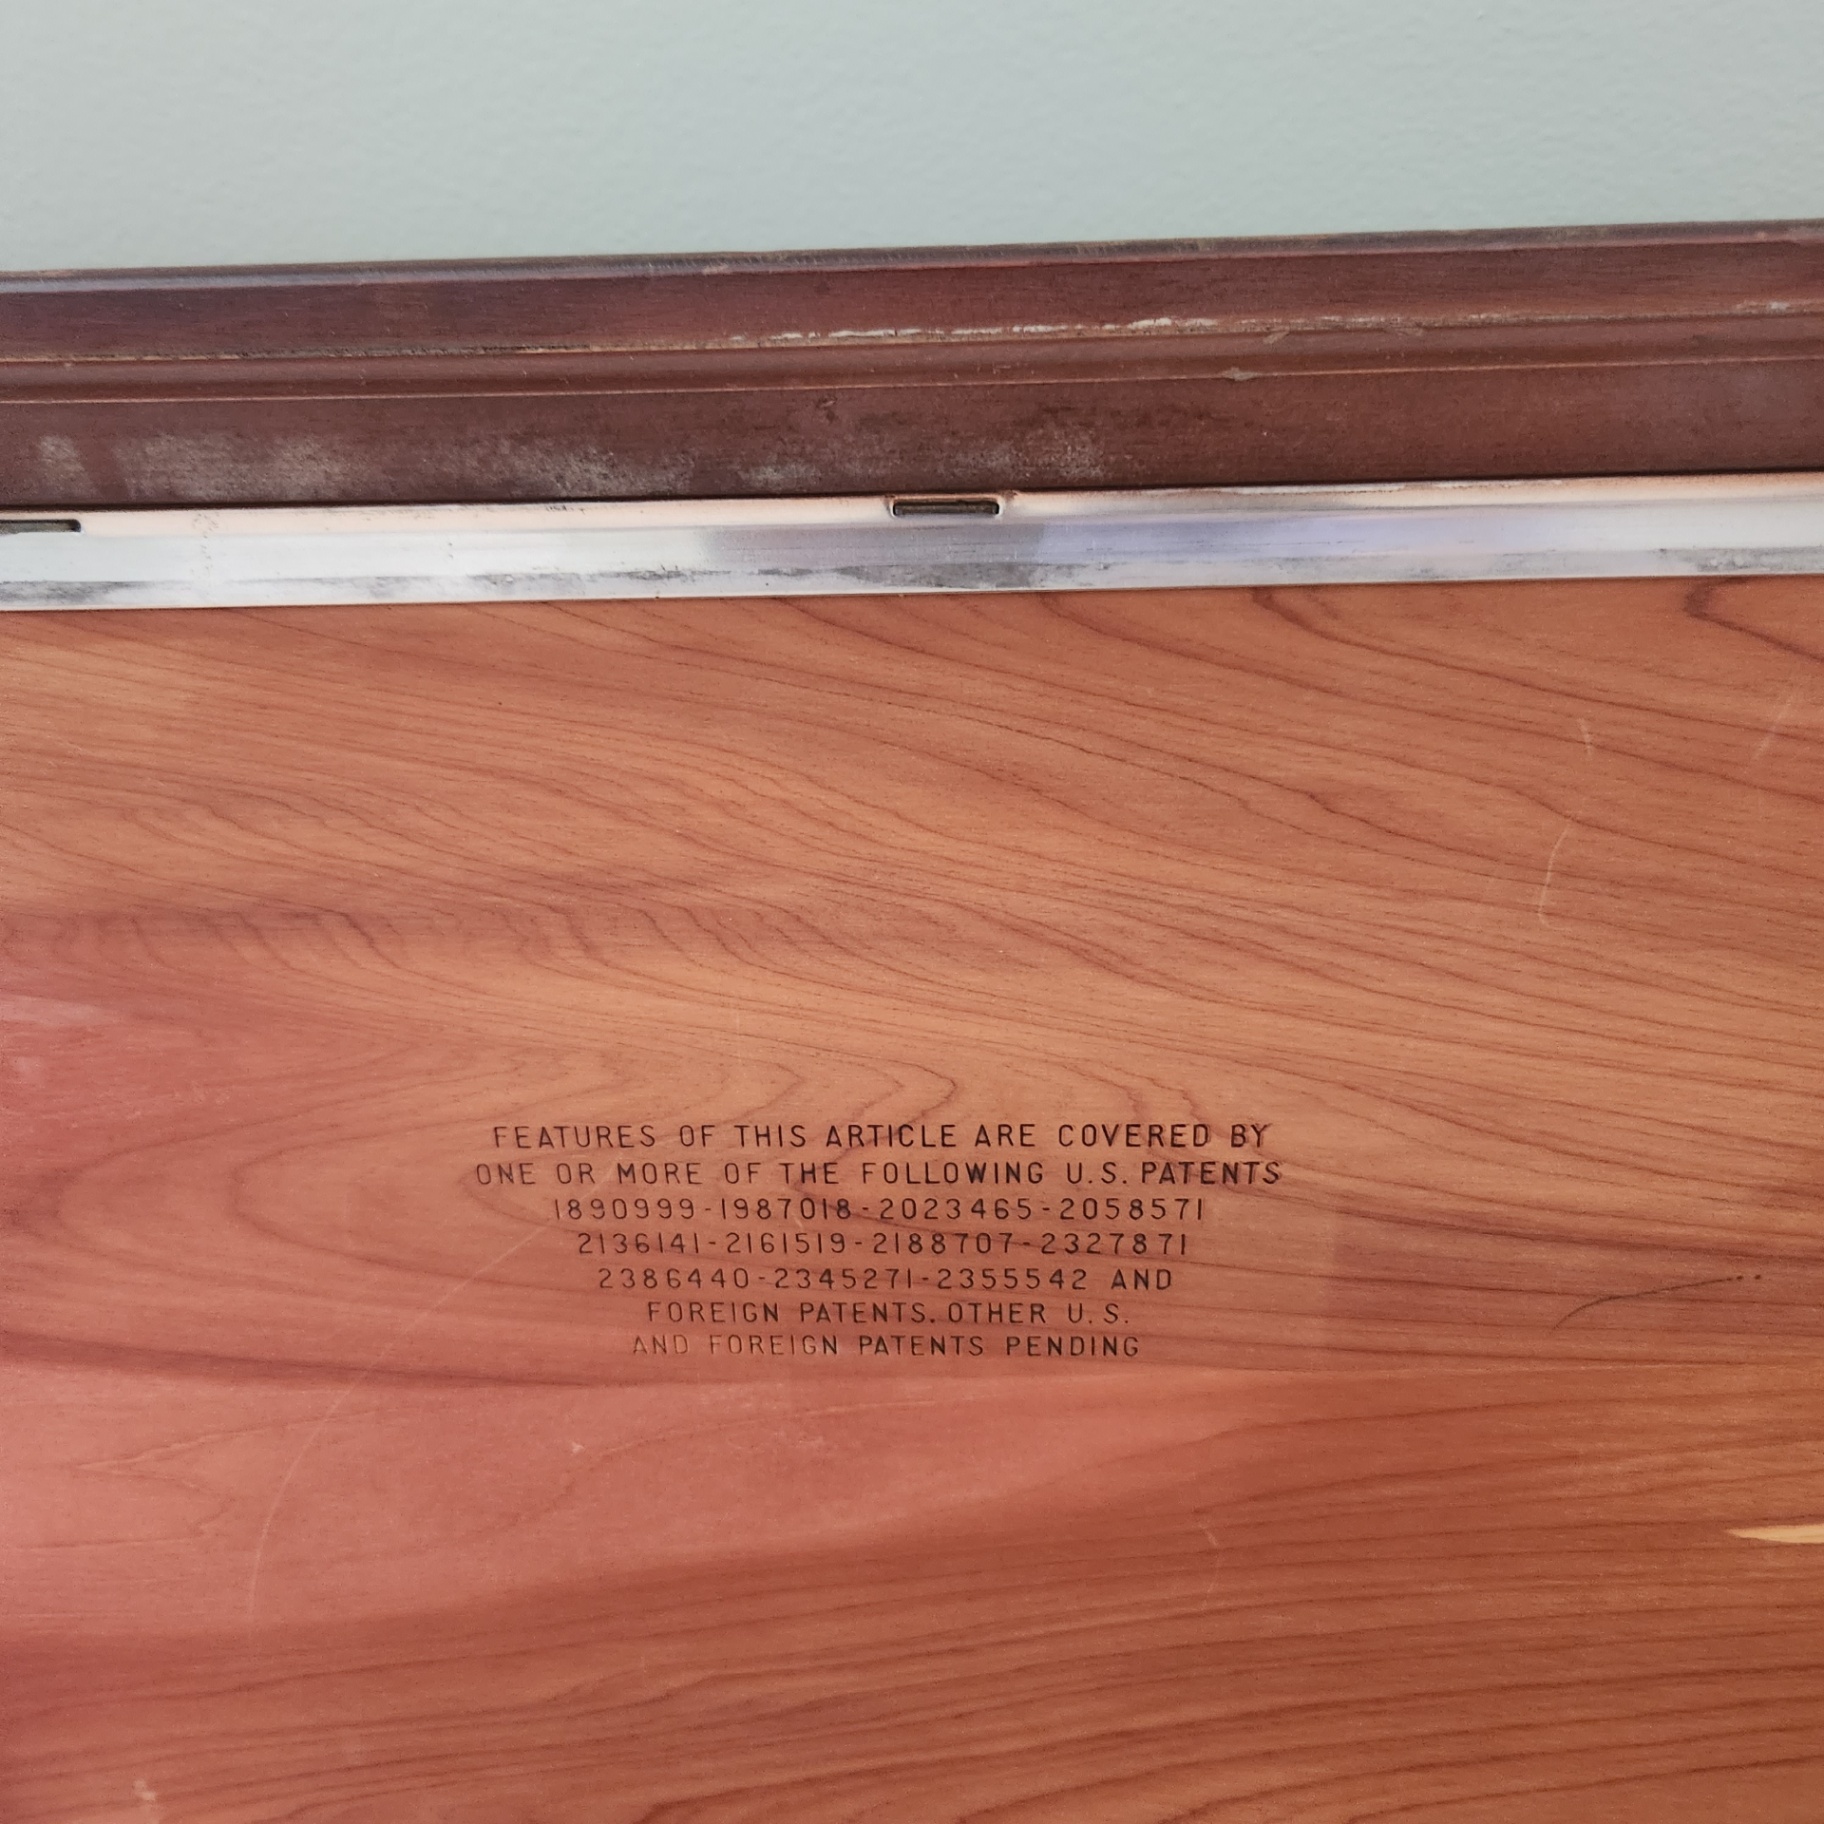 FEATURES OF THIS ARTICLE ARE COVERED BY
ONE OR MORE OF THE FOLLOWING U.S. PATENTS
1890999-1987018-2023465-2058571
2136141-2161519-2188707-2327871
2386440-2345271-2355542 AND
FOREIGN PATENTS. OTHER U.S.
AND FOREIGN PATENTS PENDING